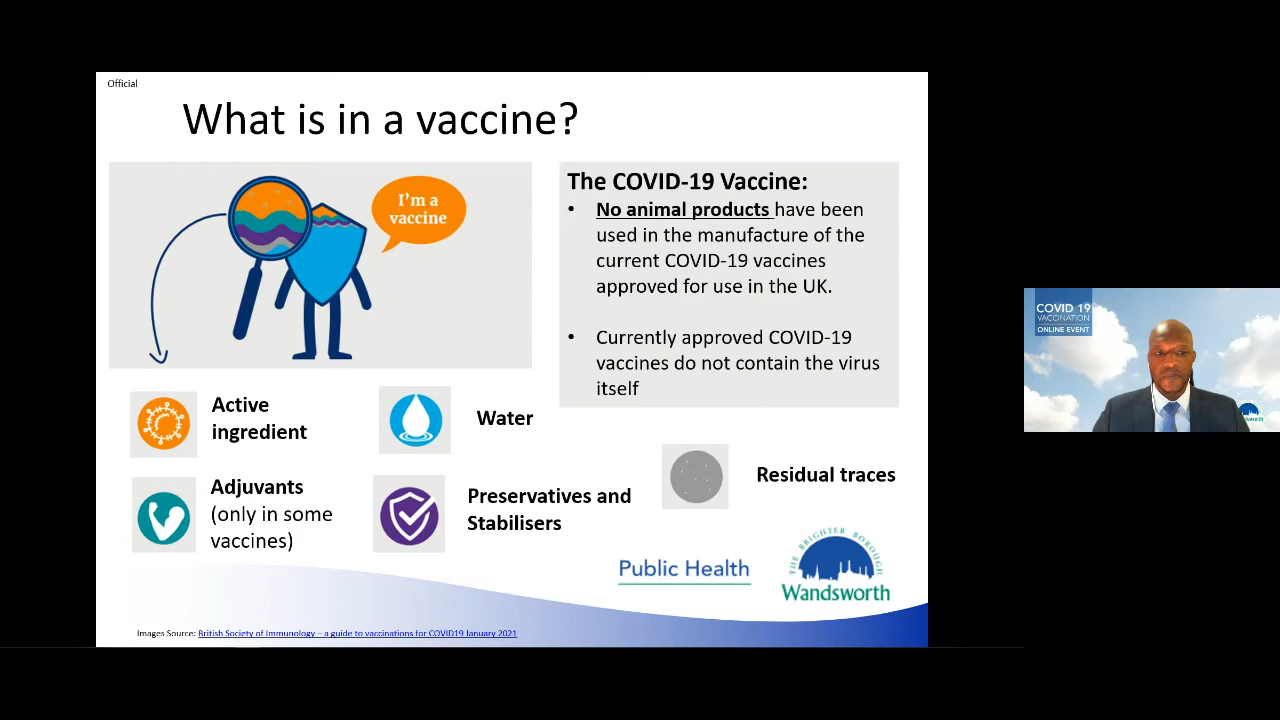 Official
What is in a vaccine?
I'm a
vaccine
The COVID-19 Vaccine:
• No animal products have been
used in the manufacture of the
current COVID-19 vaccines
approved for use in the UK.
• Currently approved COVID-19
vaccines do not contain the virus
itself
Active
ingredient
Water
Adjuvants
(only in some
vaccines)
Preservatives and
Stabilisers
Residual traces
Public Health
THE BRIGHTER BOROUGH
Wandsworth
Images Source: British Society of Immunology – a guide to vaccinations for COVID19 January 2021
COVID 19
VACCINATION
ONLINE EVENT